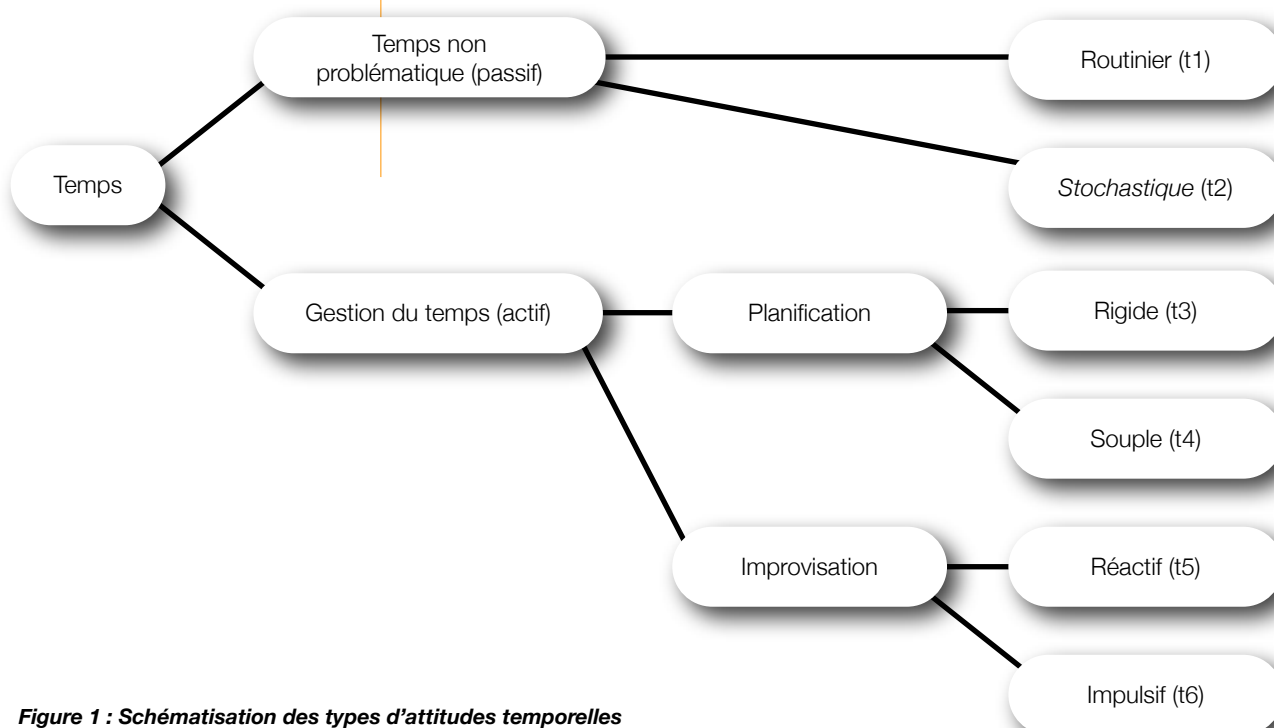 Temps non
problématique (passif)
Routinier (t1)
Temps
Stochastique (t2)
Gestion du temps (actif)
Planification
Rigide (t3)
Souple (t4)
Improvisation
Réactif (t5)
Impulsif (t6)
Figure 1 : Schématisation des types d'attitudes temporelles